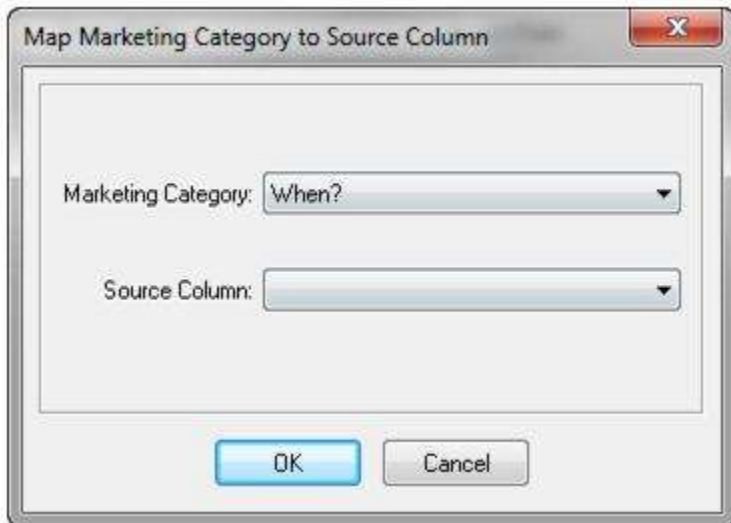 Map Marketing Category to Source Column
Marketing Category: When?
Source Column:
OK Cancel